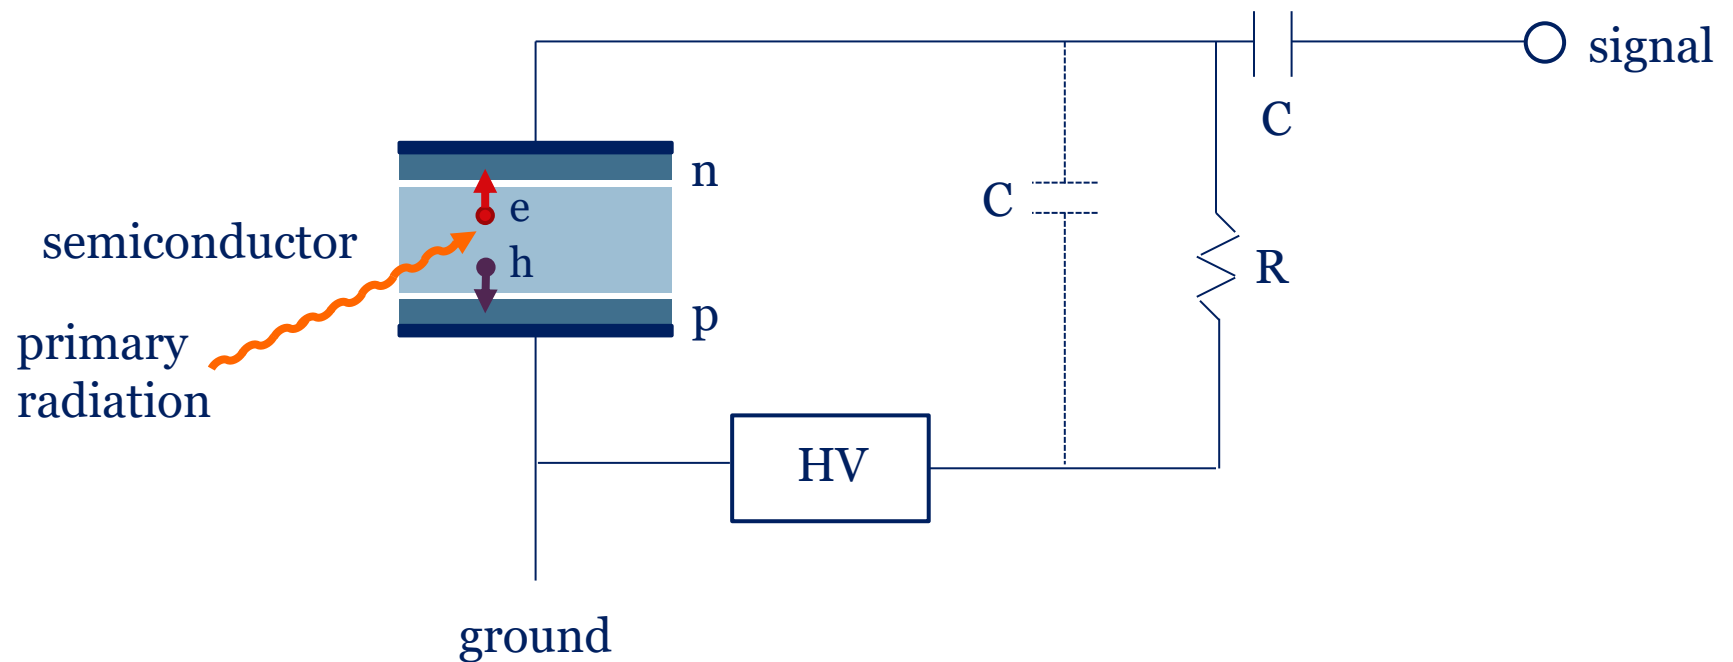 signal
C
n
C
e
semiconductor
h
R
p
primary
radiation
HV
ground